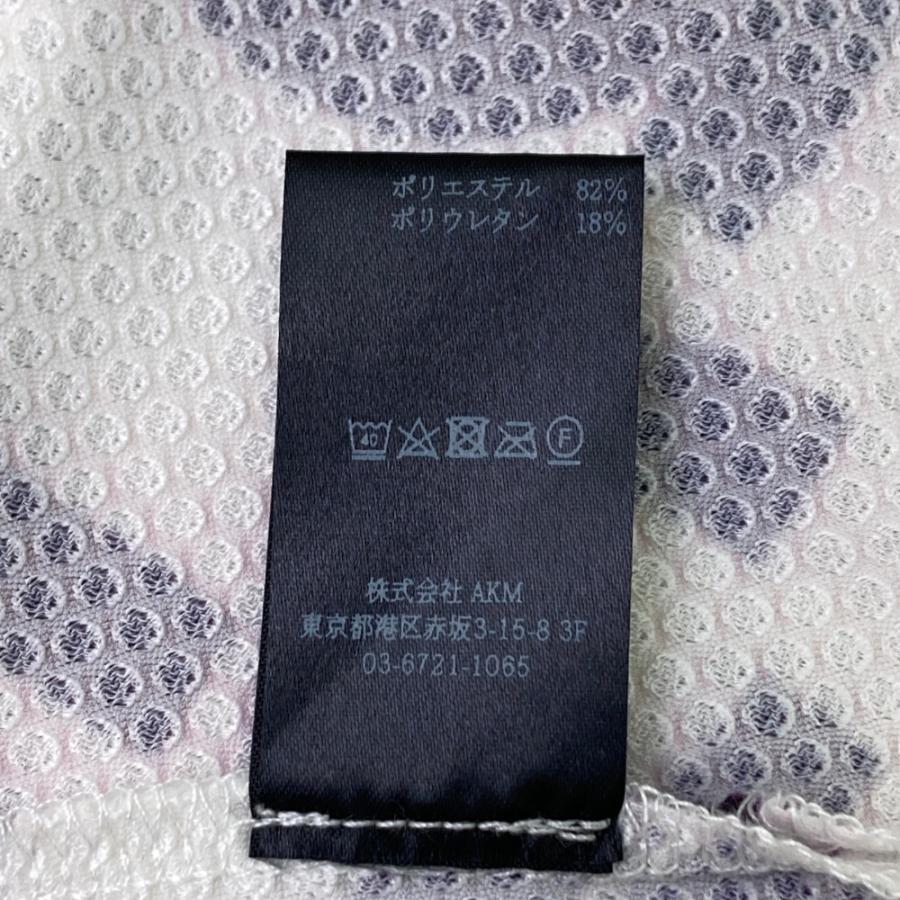 ポリエステル 82%
ポリウレタン 18%
40 F
株式会社 AKM
東京都港区赤坂3-15-8 3F
03-6721-1065